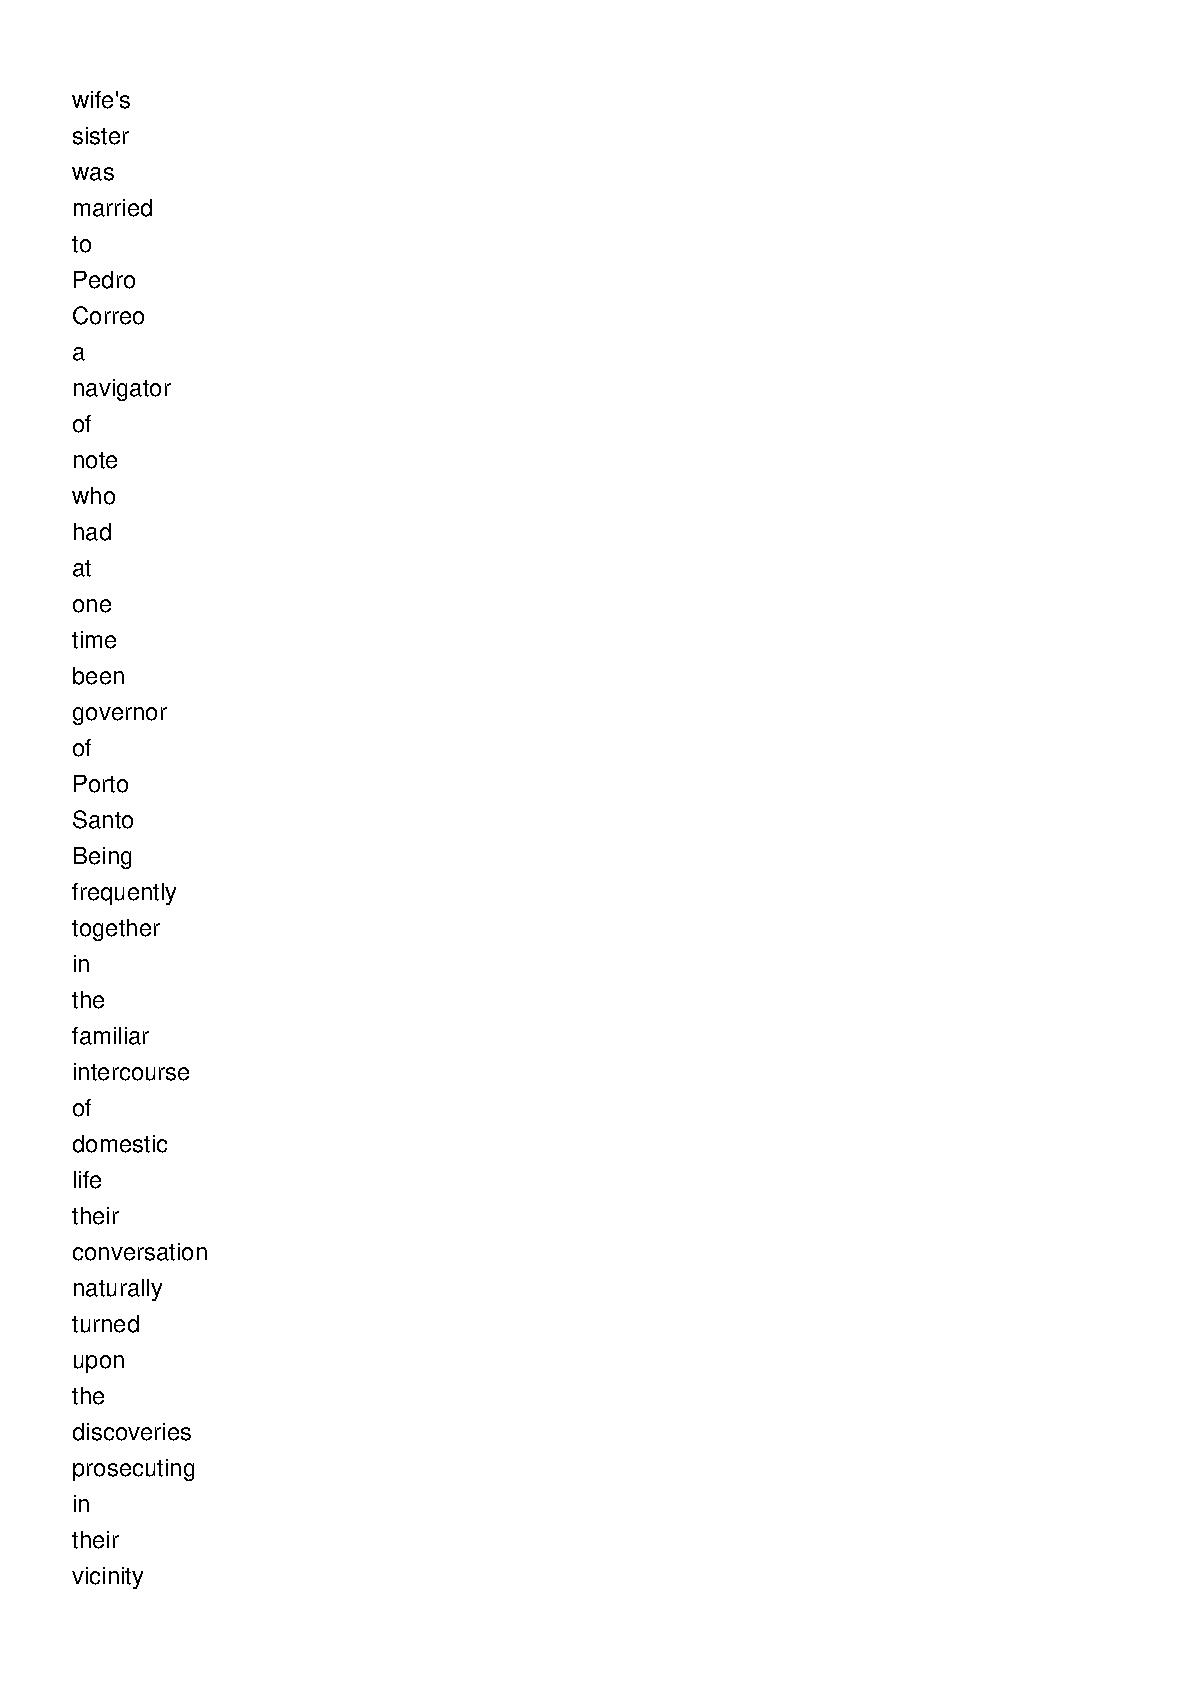 wife's
sister
was
married
to
Pedro
Correo
a
navigator
of
note
who
had
at
one
time
been
governor
of
Porto
Santo
Being
frequently
together
in
the
familiar
intercourse
of
domestic
life
their
conversation
naturally
turned
upon
the
discoveries
prosecuting
in
their
vicinity